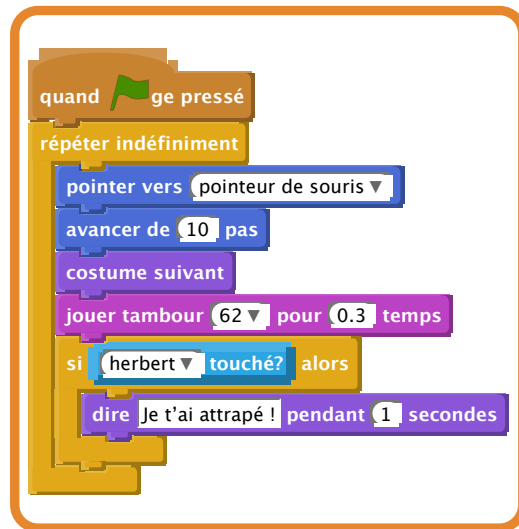 quand ge pressé
répéter indéfiniment
pointer vers pointeur de souris
avancer de 10 pas
costume suivant
jouer tambour 62 pour 0.3 temps
si herbert touché? alors
dire Je t'ai attrapé ! pendant 1 secondes